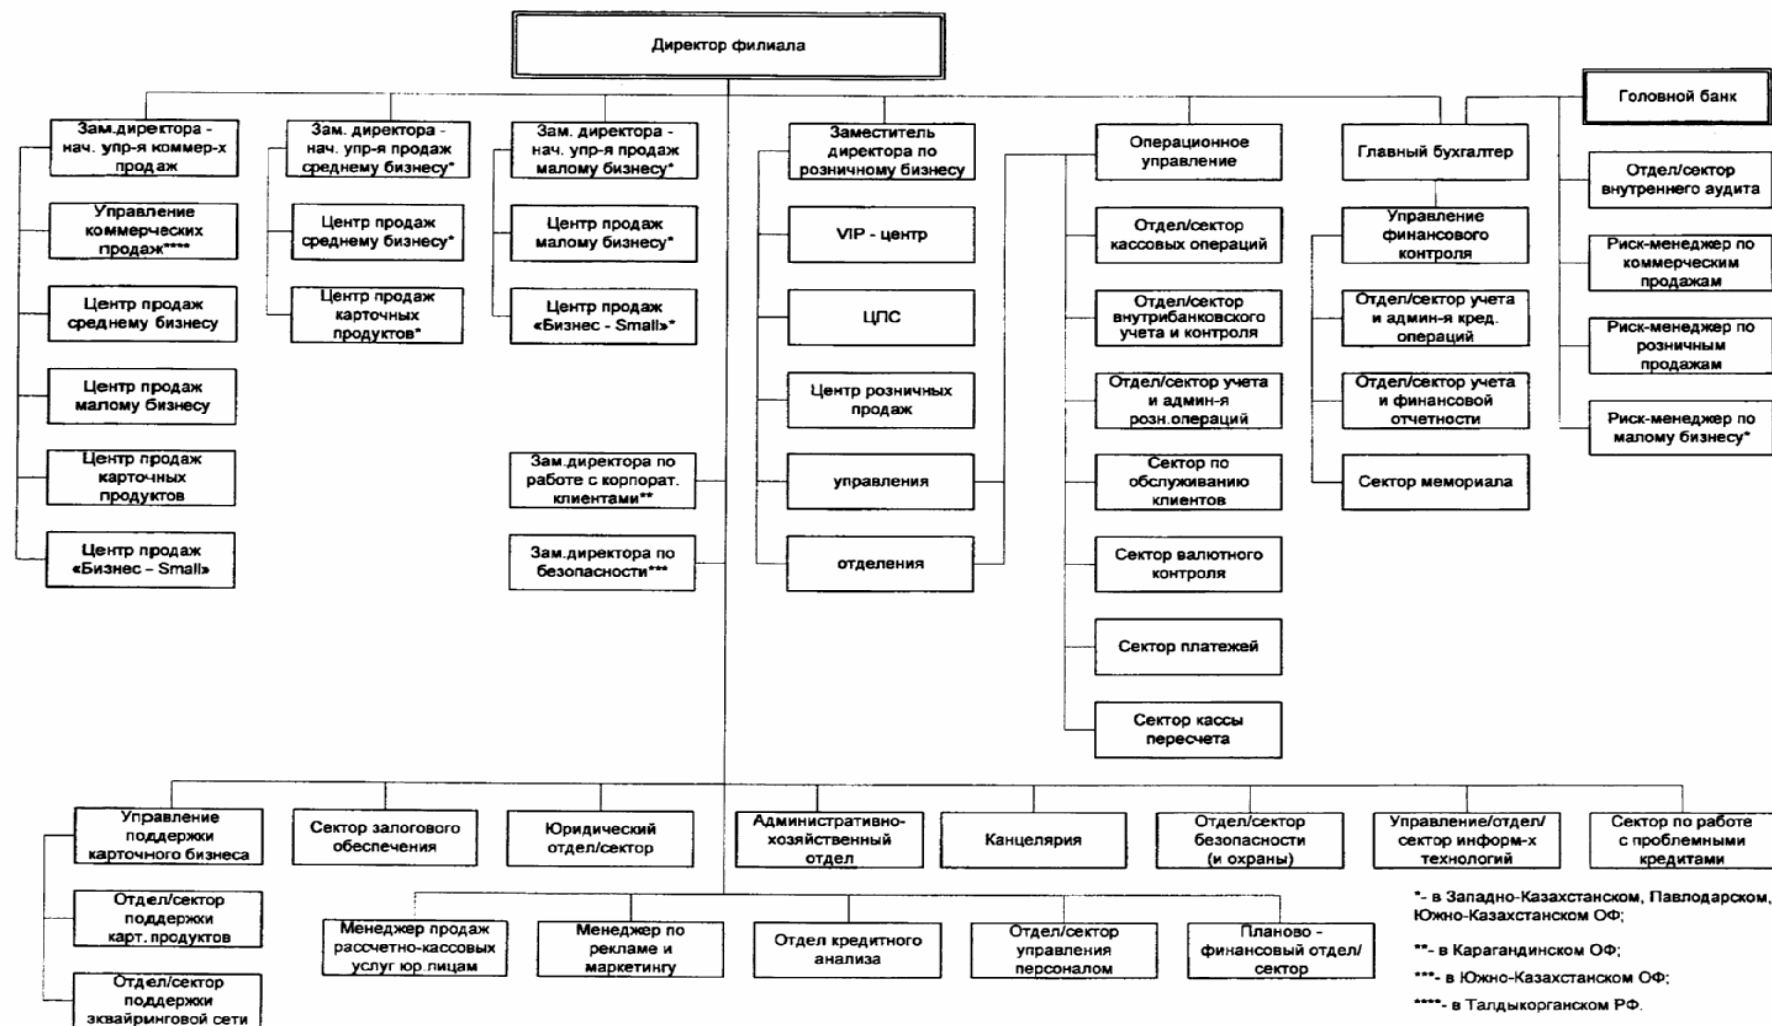 Директор филиала
Головной банк
Зам.директора -
нач. упр-я коммер-х
продаж
Зам. директора -
нач. упр-я продаж
среднему бизнесу*
Зам. директора -
нач. упр-я продаж
малому бизнесу*
Заместитель
директора по
розничному бизнесу
Операционное
управление
Главный бухгалтер
Отдел/сектор
внутреннего аудита
Управление
коммерческих
продаж****
Центр продаж
среднему бизнесу*
Центр продаж
малому бизнесу*
VIP - центр
Отдел/сектор
кассовых операций
Управление
финансового
контроля
Риск-менеджер по
коммерческим
продажам
Центр продаж
среднему бизнесу
Центр продаж
карточных
продуктов*
Центр продаж
«Бизнес - Small»*
ЦПС
Отдел/сектор
внутрибанковского
учета и контроля
Отдел/сектор учета
и админ-я кред.
операций
Риск-менеджер по
розничным
продажам
Центр продаж
малому бизнесу
Центр розничных
продаж
Отдел/сектор учета
и админ-я
розн.операций
Отдел/сектор учета
и финансовой
отчетности
Риск-менеджер по
малому бизнесу*
Центр продаж
карточных
продуктов
Зам.директора по
работе с корпорат.
клиентами**
управления
Сектор по
обслуживанию
клиентов
Сектор мемориала
Центр продаж
«Бизнес – Small»
Зам.директора по
безопасности***
отделения
Сектор валютного
контроля
Сектор платежей
Сектор кассы
пересчета
Управление
поддержки
карточного бизнеса
Сектор залогового
обеспечения
Юридический
отдел/сектор
Административно-
хозяйственный
отдел
Канцелярия
Отдел/сектор
безопасности
(и охраны)
Управление/отдел/
сектор информ-х
технологий
Сектор по работе
с проблемными
кредитами
Отдел/сектор
поддержки
карт. продуктов
Менеджер продаж
рассчетно-кассовых
услуг юр.лицам
Менеджер по
рекламе и
маркетингу
Отдел кредитного
анализа
Отдел/сектор
управления
персоналом
Планово -
финансовый отдел/
сектор
Отдел/сектор
поддержки
эквайринговой сети
*- в Западно-Казахстанском, Павлодарском,
Южно-Казахстанском ОФ;
**- в Карагандинском ОФ;
***- в Южно-Казахстанском ОФ;
****- в Талдыкорганском РФ.